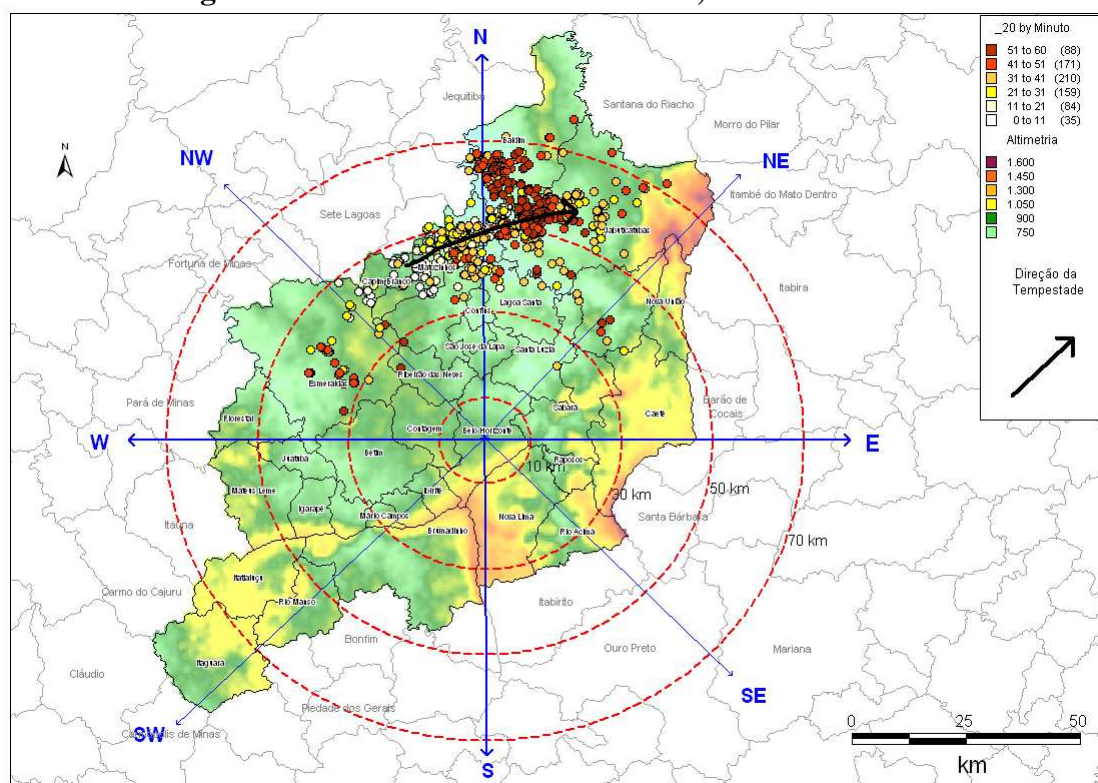 N
Jequitibá
Santana do Riacho
Morro do Pilar
Baldim
NW
NE
N
Itambé do Mato Dentro
Sete Lagoas
Jaboticatubas
Fortuna de Minas
Matozinhos
Capim Branco
Itabira
Lagoa Santa
Nova União
Confins
São José da Lapa
Santa Luzia
Ribeirão das Neves
Esmeraldas
Pará de Minas
Sabará
Caeté
Barão de
Cocais
Florestal
Contagem
Belo Horizonte
W
E
Betim
Juatuba
Raposos
10 km
Mateus Leme
Ibirité
30 km
50 km
Igarapé
Mário Campos
Nova Lima
Santa Bárbara
Itaúna
Brumadinho
Rio Acima
70 km
Itatiaiuçu
Carmo do Cajuru
Rio Manso
Itabirito
Bonfim
Ouro Preto
Mariana
Itaguara
Cláudio
SE
Piedade dos Gerais
SW
S
_20 by Minuto
51 to 60 (88)
41 to 51 (171)
31 to 41 (210)
21 to 31 (159)
11 to 21 (84)
0 to 11 (35)
Altimetria
1.600
1.450
1.300
1.050
900
750
Direção da
Tempestade
0 25 50
km